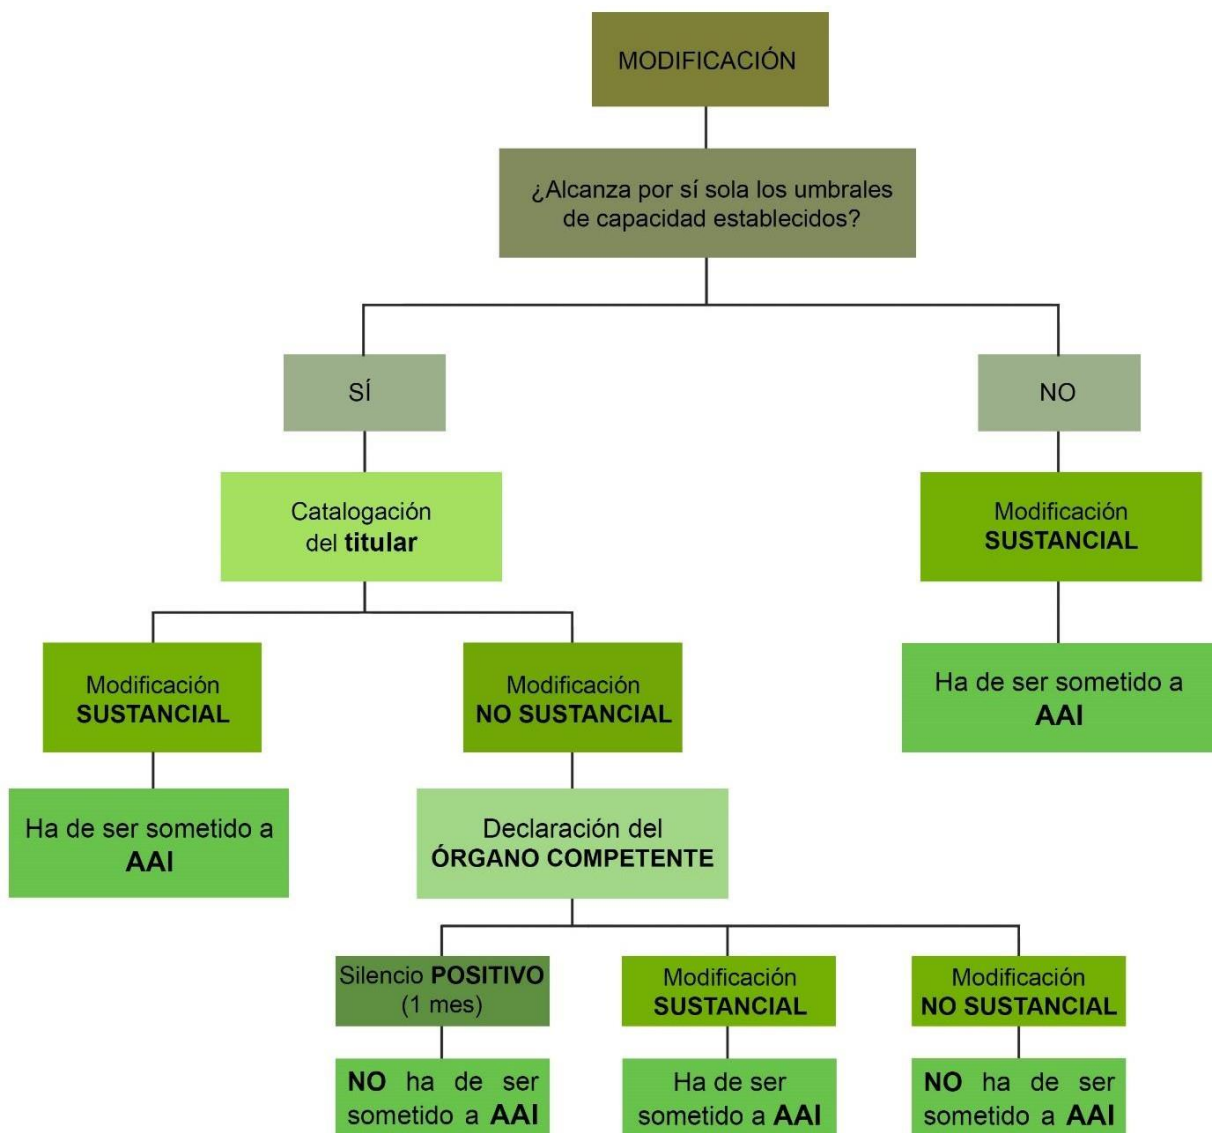 MODIFICACIÓN
¿Alcanza por sí sola los umbrales
de capacidad establecidos?
SÍ
NO
Catalogación
del titular
Modificación
SUSTANCIAL
Modificación
SUSTANCIAL
Modificación
NO SUSTANCIAL
Ha de ser sometido a
AAI
Ha de ser sometido a
AAI
Declaración del
ÓRGANO COMPETENTE
Silencio POSITIVO
(1 mes)
Modificación
SUSTANCIAL
Modificación
NO SUSTANCIAL
NO ha de ser
sometido a AAI
Ha de ser
sometido a AAI
NO ha de ser
sometido a AAI